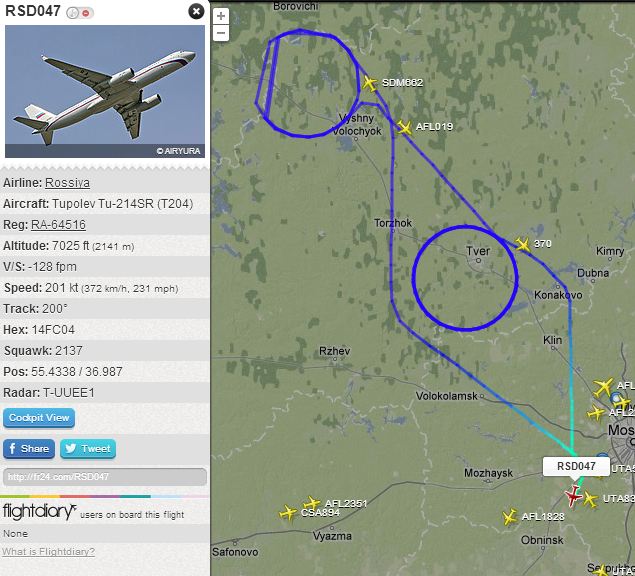 RSD047
© AIRYURA
Airline: Rossiya
Aircraft: Tupolev Tu-214SR (T204)
Reg: RA-64516
Altitude: 7025 ft (2141 m)
V/S: -128 fpm
Speed: 201 kt (372 km/h, 231 mph)
Track: 200°
Hex: 14FC04
Squawk: 2137
Pos: 55.4338 / 36.987
Radar: T-UUEE1
Cockpit View
Share
Tweet
http://fr24.com/RSD047
flightdiary users on board this flight
None
What is Flightdiary?
+
−
Borovichi
SDM662
Vyshny
Volochyok
AFL019
Torzhok
Tver
370
Kimry
Dubna
Konakovo
Klin
Rzhev
Volokolamsk
AFL
AFL2
Mos
RSD047
UTA5
Mozhaysk
UTA83
AFL2351
CSA894
AFL1828
Vyazma
Obninsk
Safonovo
Serpukho
UTA